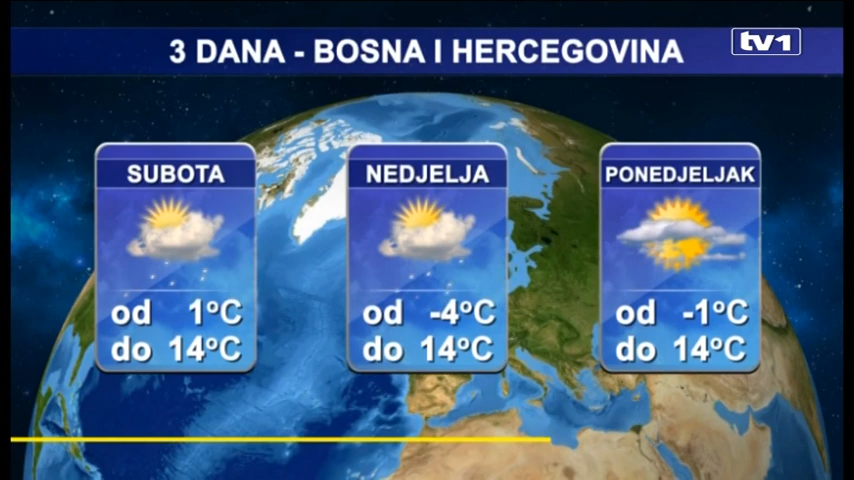 3 DANA - BOSNA I HERCEGOVINA
tv1
SUBOTA
od 1°C
do 14°C
NEDJELJA
od -4°C
do 14°C
PONEDJELJAK
od -1°C
do 14°C